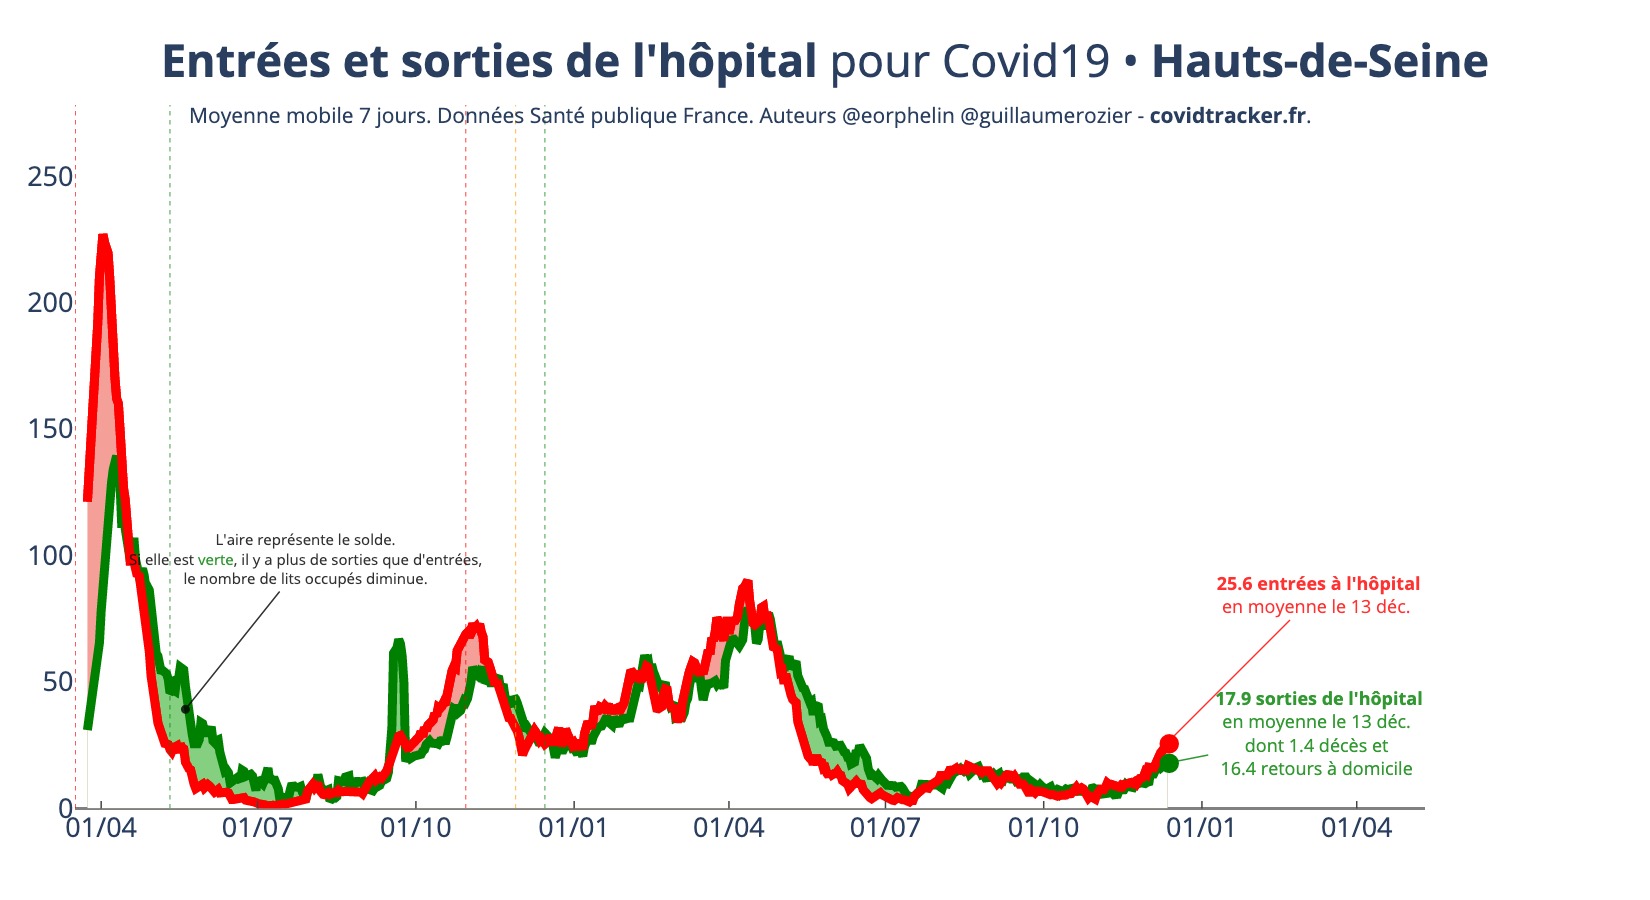 Entrées et sorties de l'hôpital pour Covid19 • Hauts-de-Seine
Moyenne mobile 7 jours. Données Santé publique France. Auteurs @eorphelin @guillaumerozier - covidtracker.fr.
250
200
150
100
50
0
L'aire représente le solde.
Si elle est verte, il y a plus de sorties que d'entrées,
le nombre de lits occupés diminue.
25.6 entrées à l'hôpital
en moyenne le 13 déc.
17.9 sorties de l'hôpital
en moyenne le 13 déc.
dont 1.4 décès et
16.4 retours à domicile
01/04 01/07 01/10 01/01 01/04 01/07 01/10 01/01 01/04